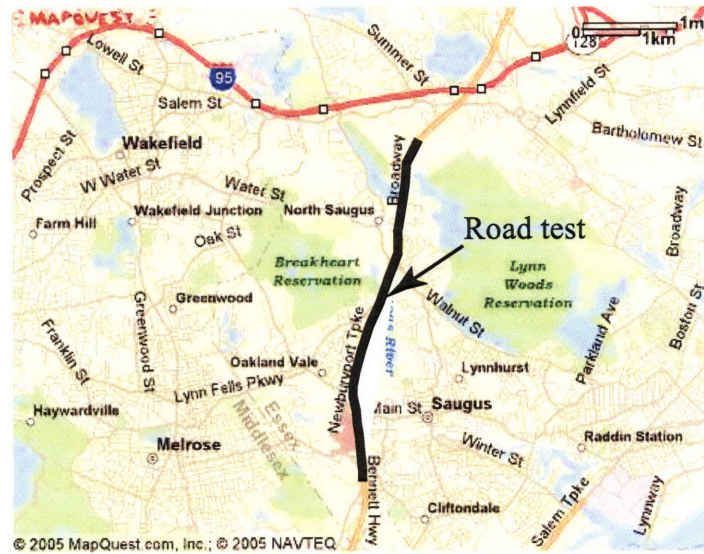 MAPQUEST
0
1m
1km
128
Lowell St
Summer St
95
Salem St
Lynnfield St
Bartholomew St
Prospect St
Wakefield
W Water St
Water St
Broadway
Farm Hill
Wakefield Junction
North Saugus
Road test
Oak St
Broadway
Breakheart
Reservation
Lynn
Woods
Reservation
Greenwood
Greenwood St
Walnut St
Parkland Ave
Boston St
Newburyport Tpke
River
Franklin St
Oakland Vale
Lynnhurst
Lynn Fells Pkwy
Haywardville
Essex
Middlesex
Main St
Saugus
Melrose
Winter St
Raddin Station
Bennett Hwy
Cliftondale
Salem Tpke
Lynnway
© 2005 MapQuest.com, Inc.; © 2005 NAVTEQ